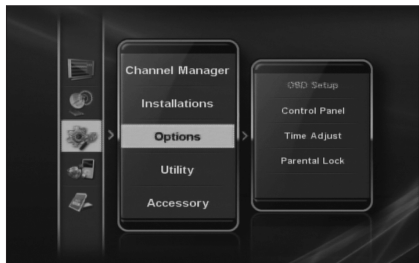 Channel Manager
Installations
Options
Utility
Accessory
OSD Setup
Control Panel
Time Adjust
Parental Lock